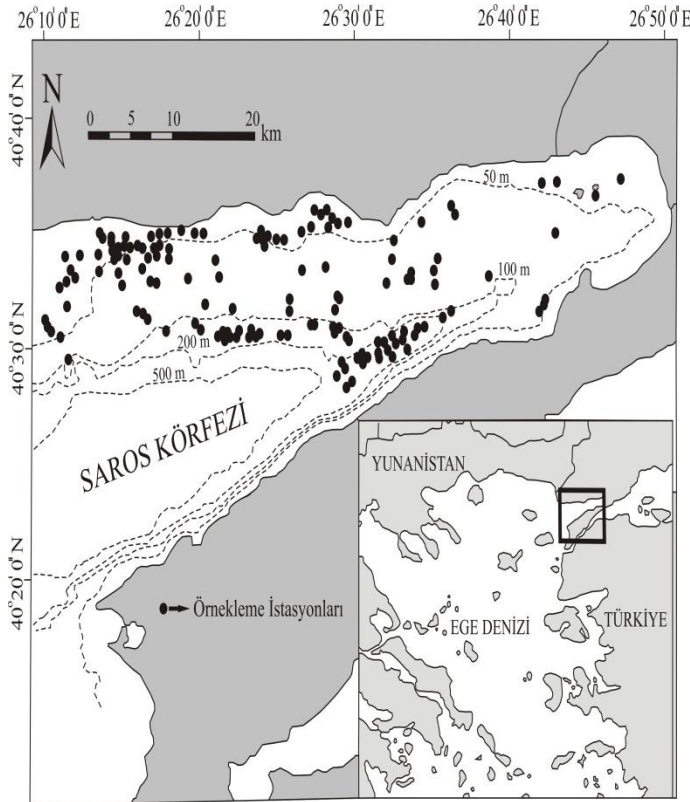 26°10'0"E 26°20'0"E 26°30'0"E 26°40'0"E 26°50'0"E
40°40'0"N
N
0 5 10 20
km
50 m
100 m
40°30'0"N
200 m
500 m
SAROS KÖRFEZİ
40°20'0"N
Örnekleme İstasyonları
YUNANİSTAN
EGE DENİZİ
TÜRKİYE